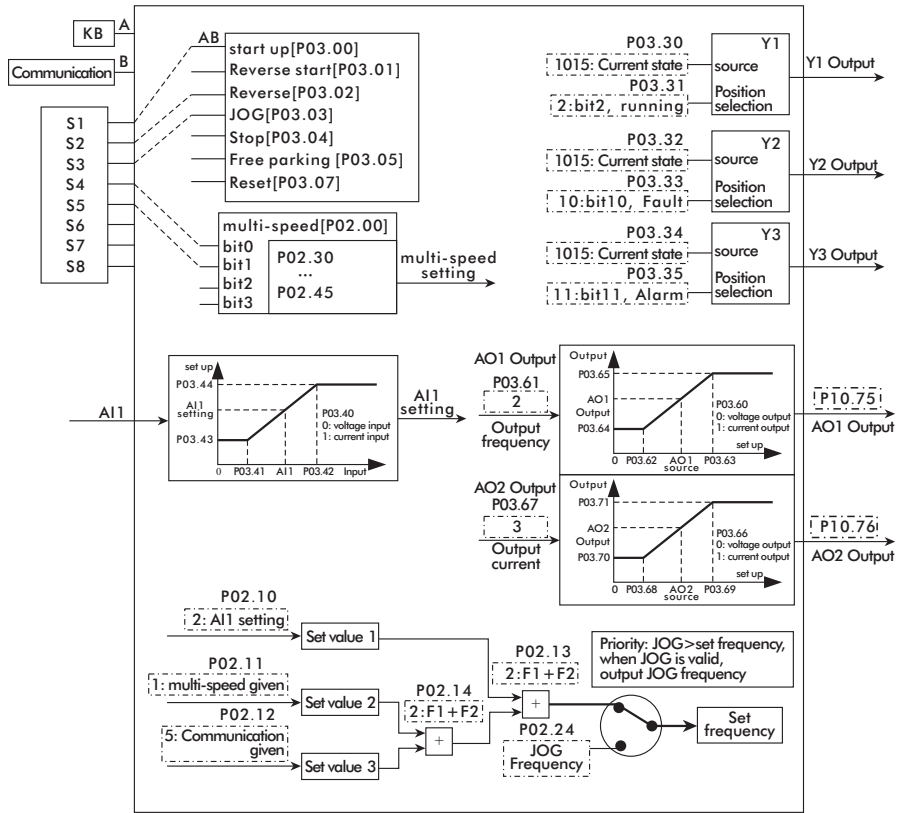 KB
A
Communication
B
S1
S2
S3
S4
S5
S6
S7
S8
AB
start up[P03.00]
Reverse start[P03.01]
Reverse[P03.02]
JOG[P03.03]
Stop[P03.04]
Free parking [P03.05]
Reset[P03.07]
multi-speed[P02.00]
bit0
bit1
bit2
bit3
P02.30
...
P02.45
multi-speed
setting
P03.30
1015: Current state
P03.31
2:bit2, running
Y1
source
Position
selection
Y1 Output
P03.32
1015: Current state
P03.33
10:bit10, Fault
Y2
source
Position
selection
Y2 Output
P03.34
1015: Current state
P03.35
11:bit11, Alarm
Y3
source
Position
selection
Y3 Output
AI1
set up
P03.44
AI1
setting
P03.43
P03.40
0: voltage input
1: current input
0
P03.41
AI1
P03.42
Input
AI1
setting
AO1 Output
P03.61
2
Output
frequency
Output
P03.65
AO1
Output
P03.64
P03.60
0: voltage output
1: current output
set up
0
P03.62
AO1
source
P03.63
P10.75
AO1 Output
AO2 Output
P03.67
3
Output
current
Output
P03.71
AO2
Output
P03.70
P03.66
0: voltage output
1: current output
set up
0
P03.68
AO2
source
P03.69
P10.76
AO2 Output
P02.10
2: AI1 setting
Set value 1
P02.11
1: multi-speed given
Set value 2
P02.12
5: Communication
given
Set value 3
P02.14
2:F1+F2
+
P02.13
2:F1+F2
+
P02.24
JOG
Frequency
Priority: JOG>set frequency,
when JOG is valid,
output JOG frequency
Set
frequency